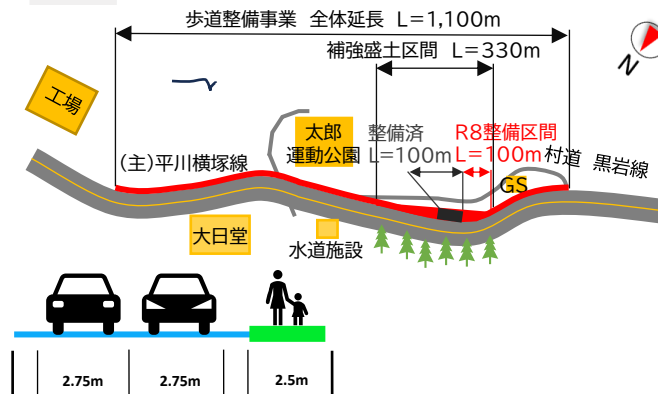 歩道整備事業 全体延長 L=1,100m
補強盛土区間 L=330m
工場
太郎
運動公園
整備済
L=100m
R8整備区間
L=100m
村道 黒岩線
N
(主)平川横塚線
GS
大日堂
水道施設
2.75m
2.75m
2.5m